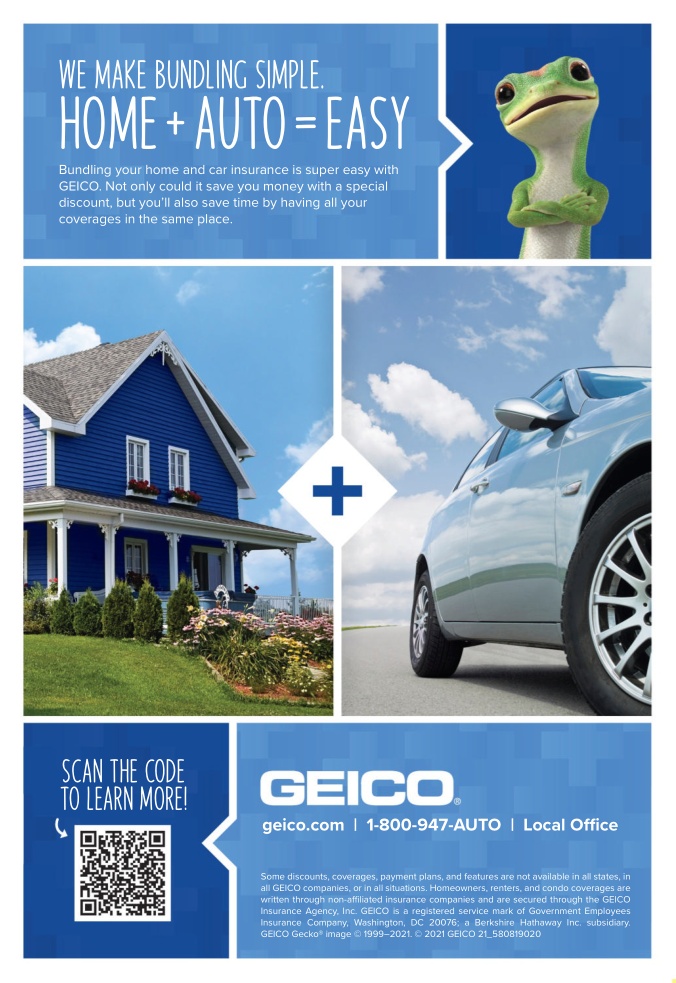 WE MAKE BUNDLING SIMPLE.
HOME + AUTO = EASY
Bundling your home and car insurance is super easy with
GEICO. Not only could it save you money with a special
discount, but you'll also save time by having all your
coverages in the same place.
+
SCAN THE CODE
TO LEARN MORE!
GEICO®
geico.com | 1-800-947-AUTO | Local Office
Some discounts, coverages, payment plans, and features are not available in all states, in
all GEICO companies, or in all situations. Homeowners, renters, and condo coverages are
written through non-affiliated insurance companies and are secured through the GEICO
Insurance Agency, Inc. GEICO is a registered service mark of Government Employees
Insurance Company, Washington, DC 20076; a Berkshire Hathaway Inc. subsidiary.
GEICO Gecko® image © 1999–2021. © 2021 GEICO 21_580819020